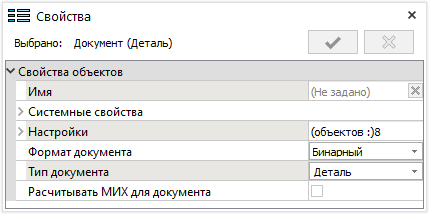 Свойства
Выбрано: Документ (Деталь)
Свойства объектов
Имя (Не задано)
Системные свойства
Настройки (объектов :)8
Формат документа Бинарный
Тип документа Деталь
Расчитывать МИХ для документа